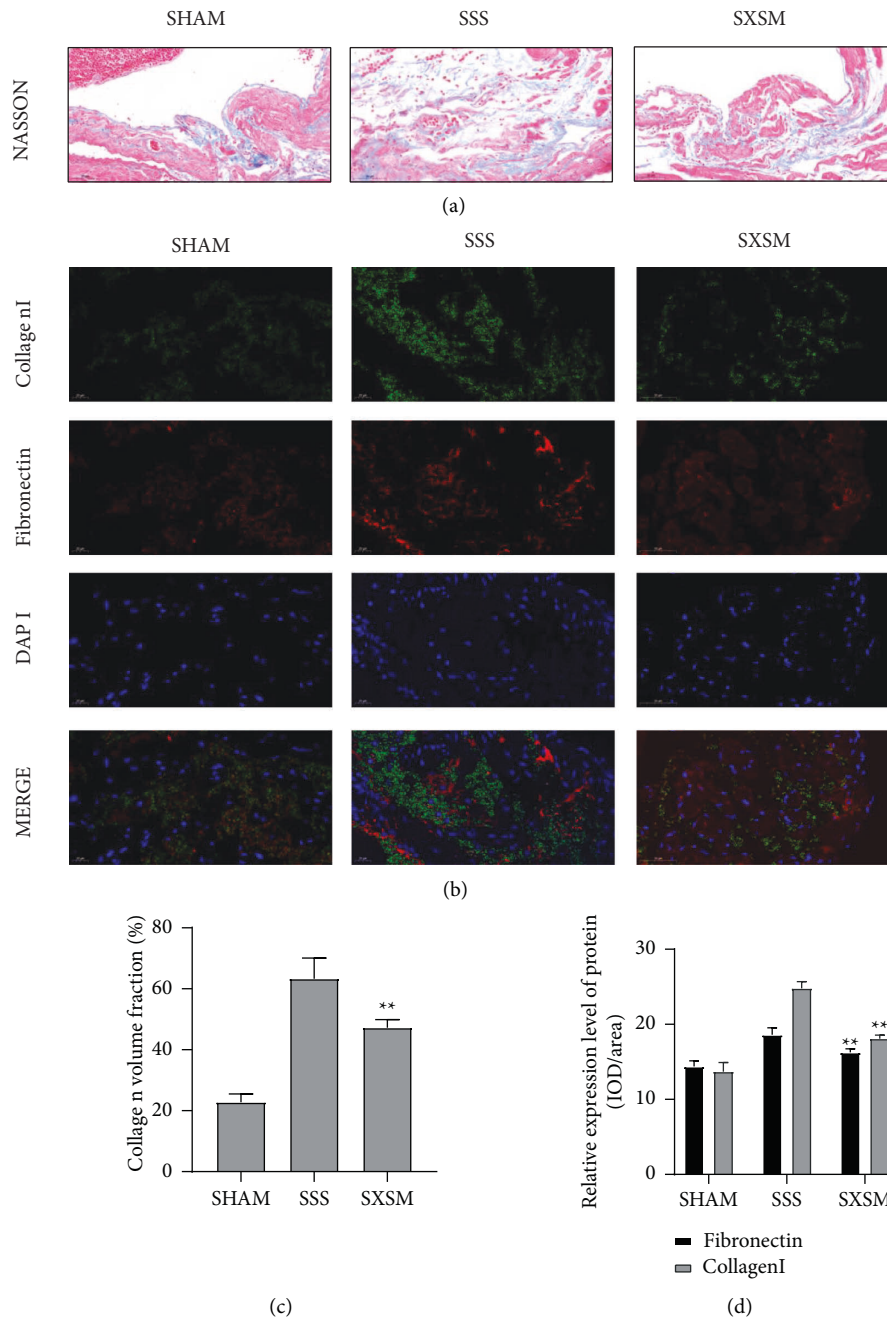 SHAM SSS SXSM
NASSON
(a)
SHAM SSS SXSM
Collage nI
Fibronectin
DAP I
MERGE
(b)
Collage n volume fraction (%)
80
60
40
20
0
**
SHAM SSS SXSM
(c)
Relative expression level of protein
(IOD/area)
30
20
10
0
** **
SHAM SSS SXSM
Fibronectin
CollagenI
(d)